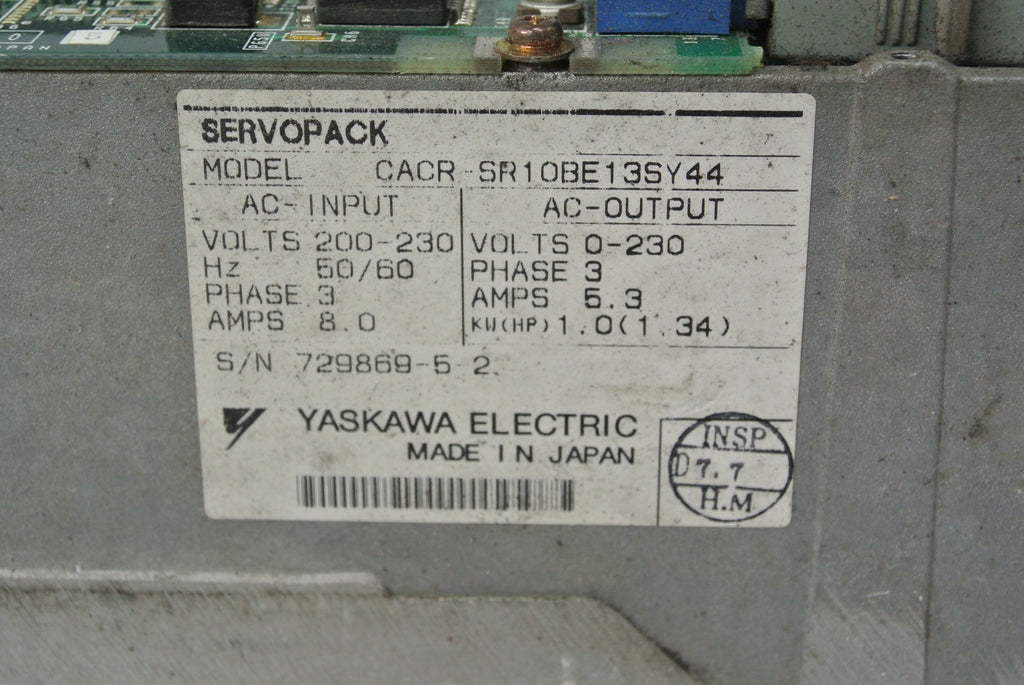 SERVOPACK
MODEL CACR-SR10BE13SY44
AC-INPUT
VOLTS 200-230
Hz 50/60
PHASE 3
AMPS 8.0
AC-OUTPUT
VOLTS 0-230
PHASE 3
AMPS 5.3
KW(HP) 1.0(1.34)
S/N 729869-5 2
YASKAWA ELECTRIC
MADE IN JAPAN
INSP
D7.7
H.M